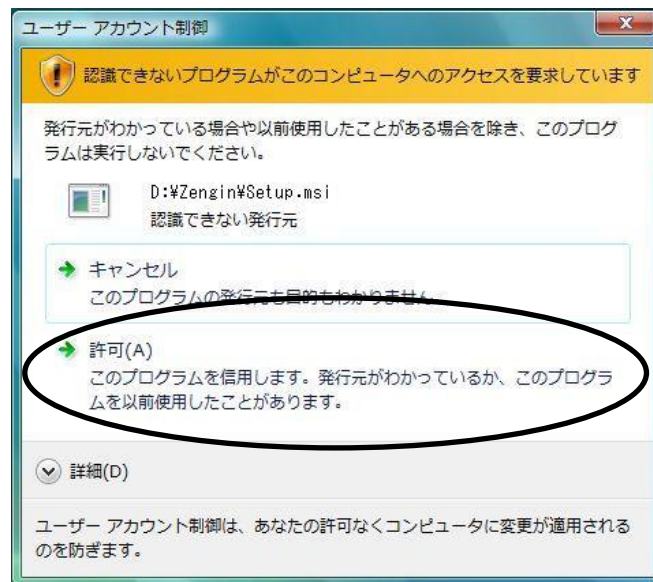 ユーザー アカウント制御
認識できないプログラムがこのコンピュータへのアクセスを要求しています
発行元がわかっている場合や以前使用したことがある場合を除き、このプログ
ラムは実行しないでください。
D:¥Zengin¥Setup.msi
認識できない発行元
キャンセル
このプログラムの発行元も目的もわかりません。
許可(A)
このプログラムを信用します。発行元がわかっているか、このプログラ
ムを以前使用したことがあります。
詳細(D)
ユーザー アカウント制御は、あなたの許可なくコンピュータに変更が適用される
のを防ぎます。